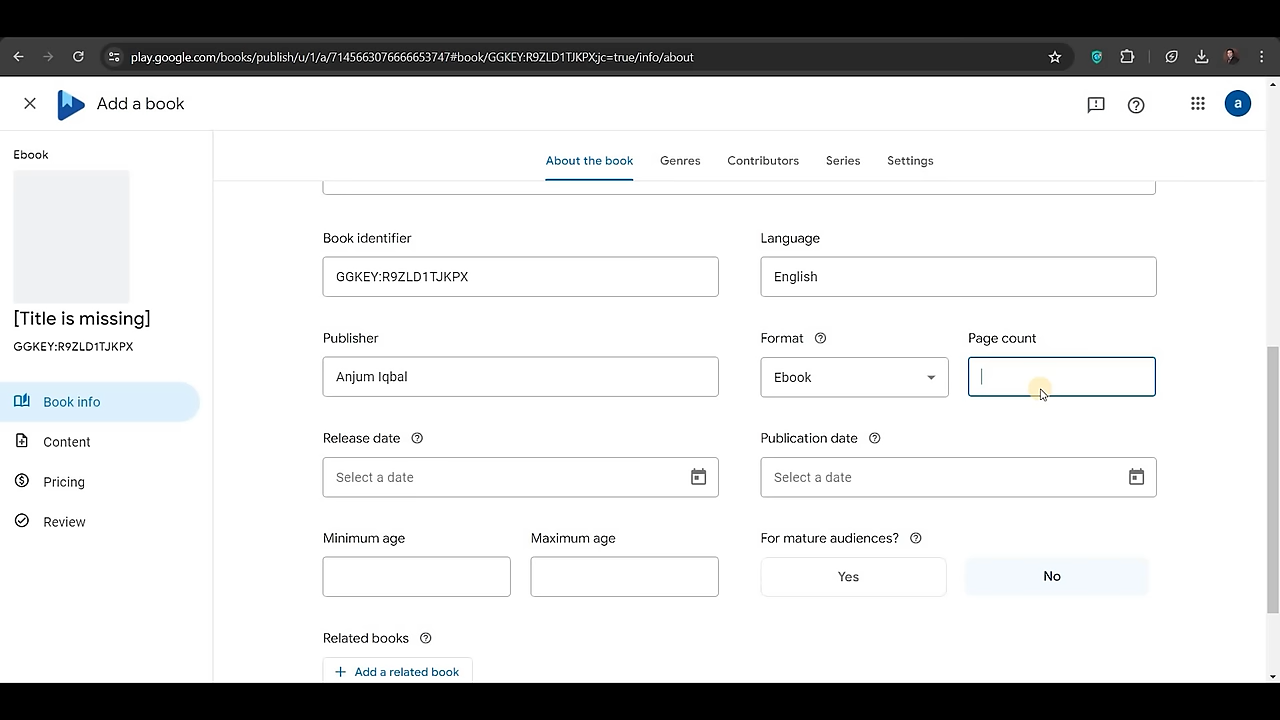 play.google.com/books/publish/u/1/a/7145663076666653747#book/GGKEY:R9ZLD1TJKPX;jc=true/info/about
Add a book
a
Ebook
[Title is missing]
GGKEY:R9ZLD1TJKPX
Book info
Content
Pricing
Review
About the book Genres Contributors Series Settings
Book identifier Language
GGKEY:R9ZLD1TJKPX English
Publisher Format Page count
Anjum Iqbal Ebook
Release date Publication date
Select a date Select a date
Minimum age Maximum age For mature audiences?
Yes No
Related books
+ Add a related book